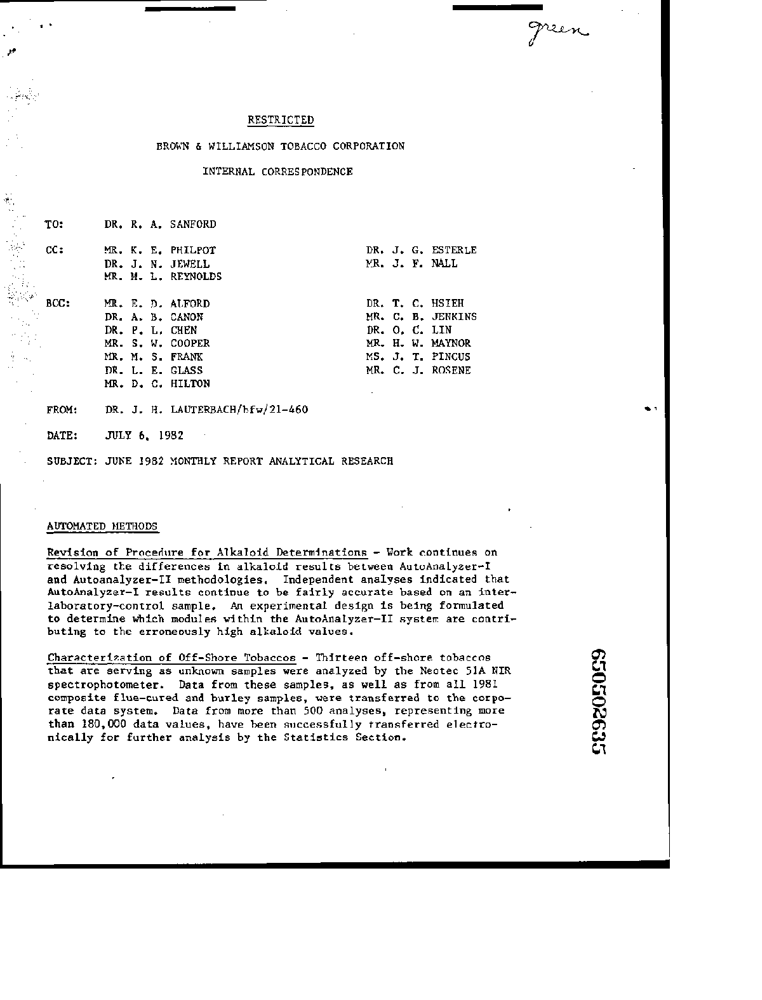 green
RESTRICTED
BROWN & WILLIAMSON TOBACCO CORPORATION
INTERNAL CORRESPONDENCE
TO: DR. R. A. SANFORD
CC: MR. K. E. PHILPOT DR. J. G. ESTERLE
DR. J. N. JEWELL MR. J. F. NALL
MR. M. L. REYNOLDS
BCC: MR. E. D. ALFORD DR. T. C. HSIEH
DR. A. B. CANON MR. C. B. JENKINS
DR. P. L. CHEN DR. O. C. LIN
MR. S. W. COOPER MR. H. W. MAYNOR
MR. M. S. FRANK MS. J. T. PINCUS
DR. L. E. GLASS MR. C. J. ROSENE
MR. D. C. HILTON
FROM: DR. J. H. LAUTERBACH/hfw/21-460
DATE: JULY 6, 1982
SUBJECT: JUNE 1982 MONTHLY REPORT ANALYTICAL RESEARCH
AUTOMATED METHODS
Revision of Procedure for Alkaloid Determinations - Work continues on
resolving the differences in alkaloid results between AutoAnalyzer-I
and Autoanalyzer-II methodologies. Independent analyses indicated that
AutoAnalyzer-I results continue to be fairly accurate based on an inter-
laboratory-control sample. An experimental design is being formulated
to determine which modules within the AutoAnalyzer-II system are contri-
buting to the erroneously high alkaloid values.
Characterization of Off-Shore Tobaccos - Thirteen off-shore tobaccos
that are serving as unknown samples were analyzed by the Neotec 51A NIR
spectrophotometer. Data from these samples, as well as from all 1981
composite flue-cured and burley samples, were transferred to the corpo-
rate data system. Data from more than 500 analyses, representing more
than 180,000 data values, have been successfully transferred electro-
nically for further analysis by the Statistics Section.
650502635